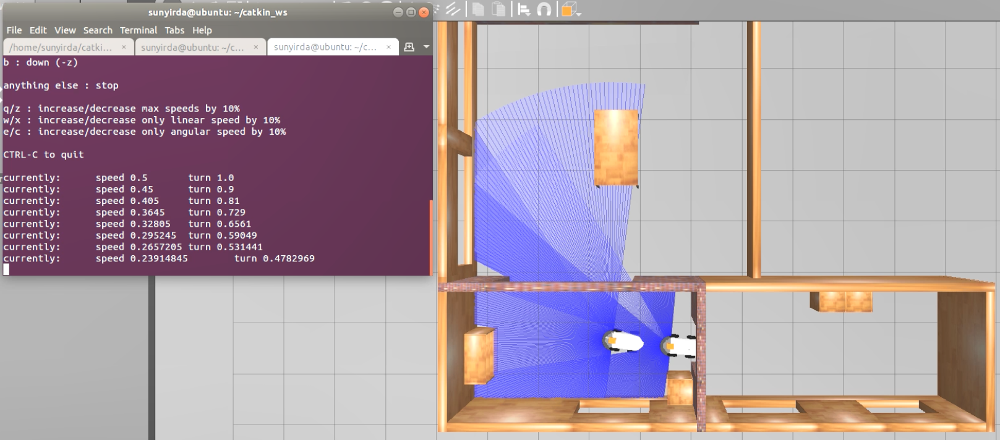 sunyirda@ubuntu: ~/catkin_ws
File Edit View Search Terminal Tabs Help
/home/sunyirda/catki... × sunyirda@ubuntu: ~/c... × sunyirda@ubuntu: ~/c... ×
b : down (-z)
anything else : stop
q/z : increase/decrease max speeds by 10%
w/x : increase/decrease only linear speed by 10%
e/c : increase/decrease only angular speed by 10%
CTRL-C to quit
currently: speed 0.5 turn 1.0
currently: speed 0.45 turn 0.9
currently: speed 0.405 turn 0.81
currently: speed 0.3645 turn 0.729
currently: speed 0.32805 turn 0.6561
currently: speed 0.295245 turn 0.59049
currently: speed 0.2657205 turn 0.531441
currently: speed 0.23914845 turn 0.4782969